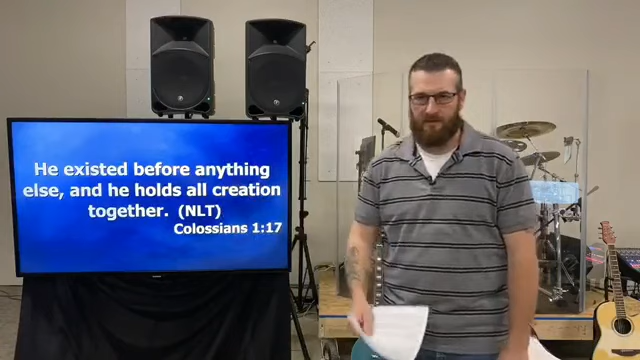 He existed before anything
else, and he holds all creation
together. (NLT)
Colossians 1:17